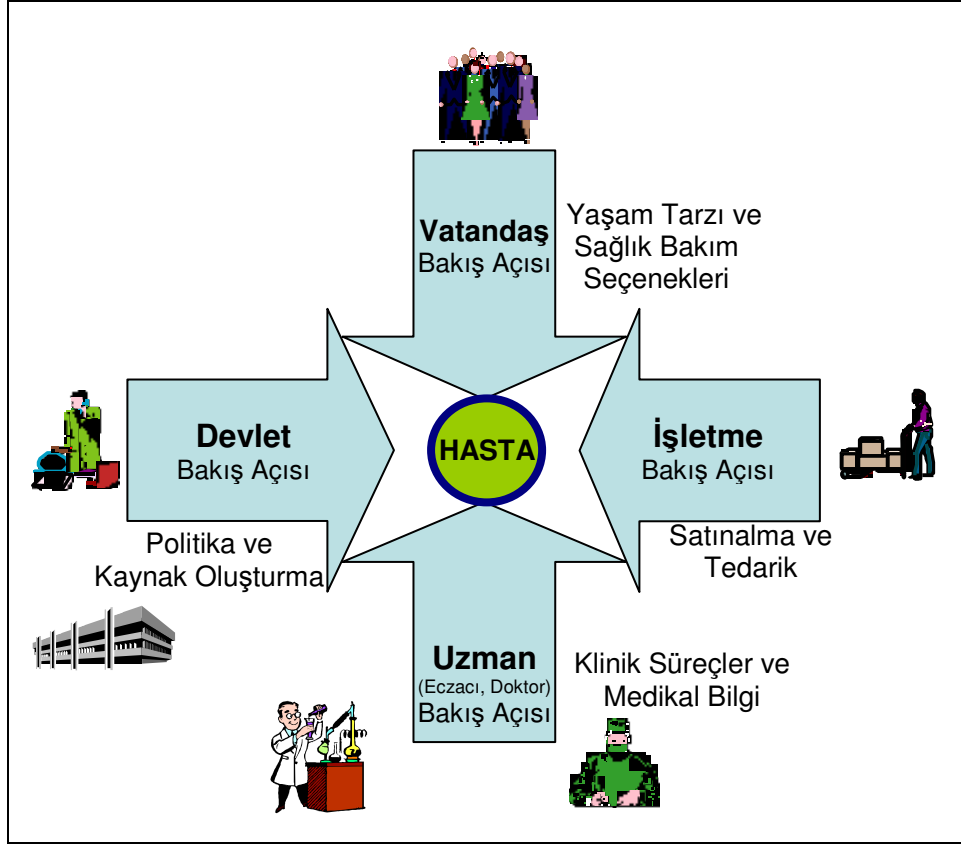 Vatandaş
Bakış Açısı
Yaşam Tarzı ve
Sağlık Bakım
Seçenekleri
Devlet
Bakış Açısı
HASTA
İşletme
Bakış Açısı
Politika ve
Kaynak Oluşturma
Satınalma ve
Tedarik
Uzman
(Eczacı, Doktor)
Bakış Açısı
Klinik Süreçler ve
Medikal Bilgi